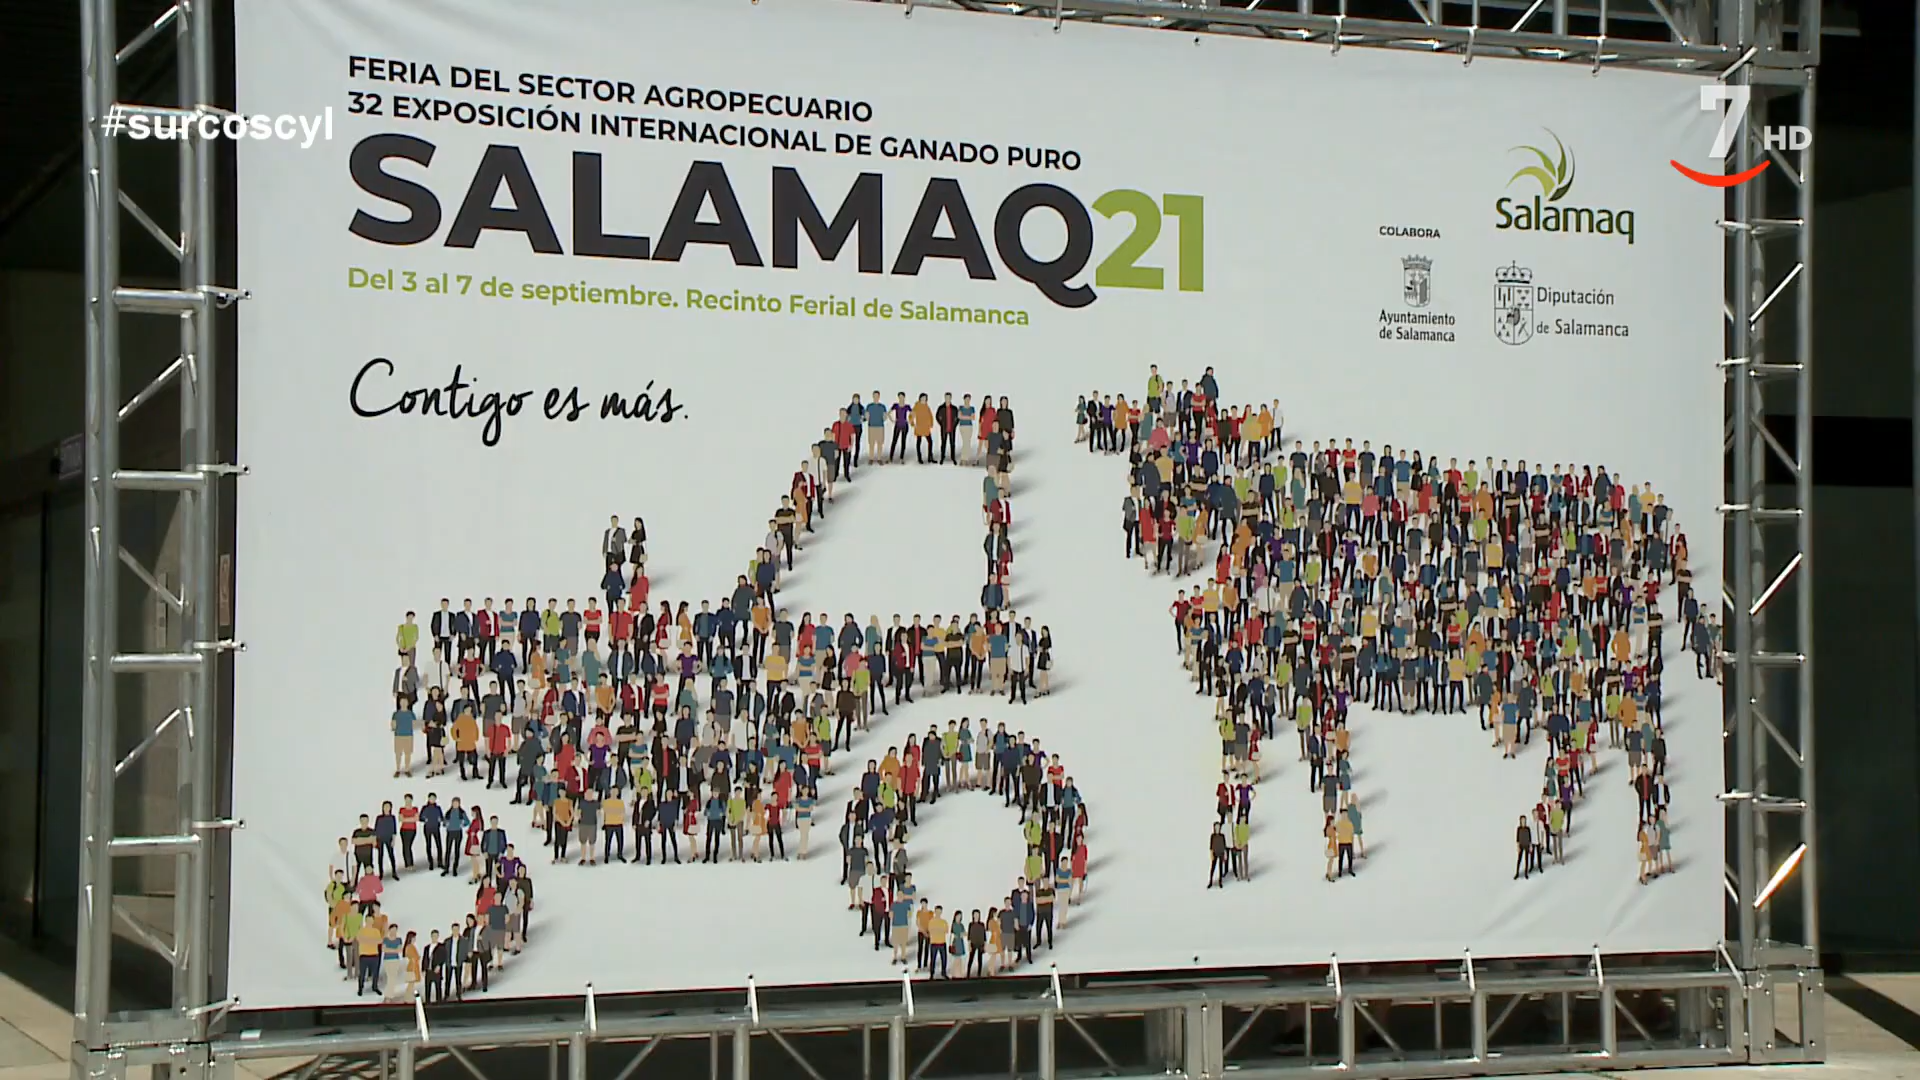 FERIA DEL SECTOR AGROPECUARIO
32 EXPOSICIÓN INTERNACIONAL DE GANADO PURO
#surcoscyl
SALAMAQ21
Del 3 al 7 de septiembre. Recinto Ferial de Salamanca
Contigo es más.
7 HD
Salamaq
COLABORA
Ayuntamiento
de Salamanca
Diputación
de Salamanca